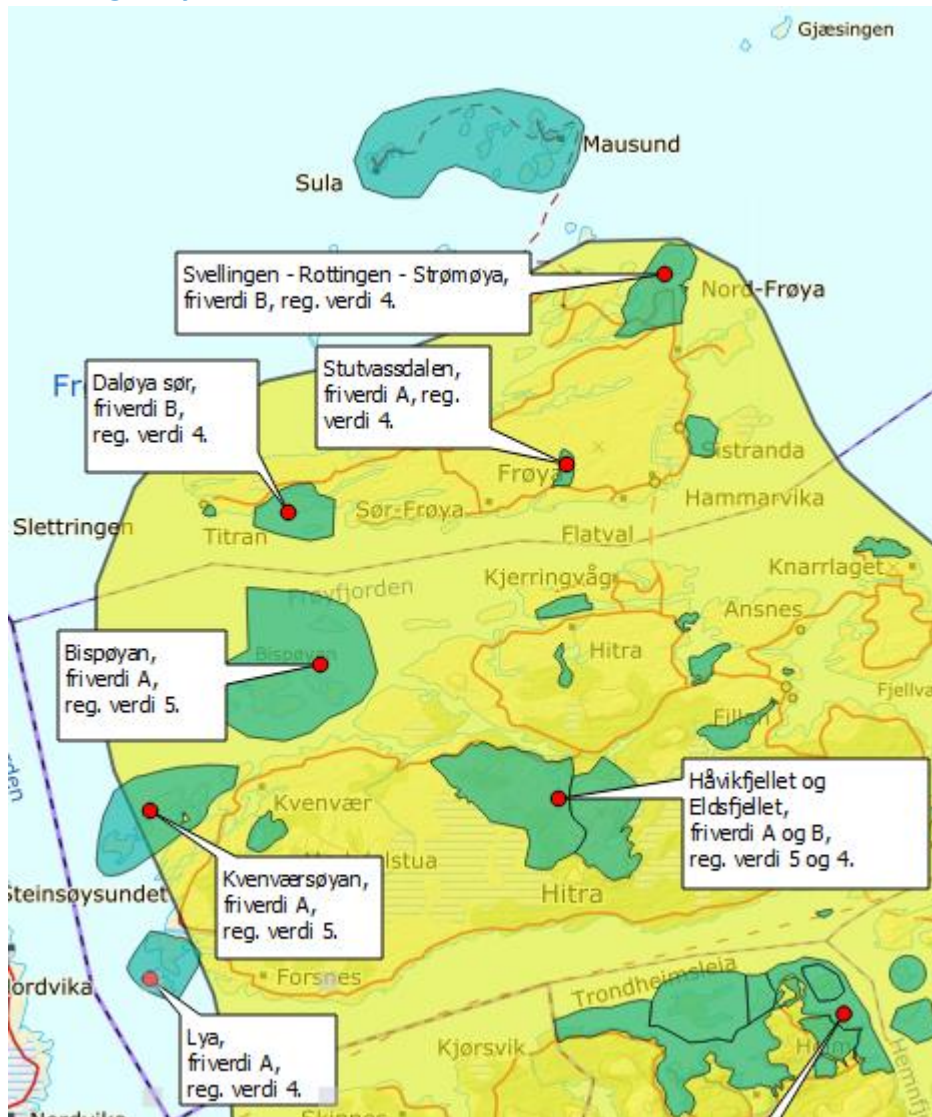 Gjæsingen
Mausund
Sula
Svellingen - Rottingen - Strømøya,
friverdi B, reg. verdi 4.
Nord-Frøya
Stutvassdalen,
friverdi A, reg.
verdi 4.
Daløya sør,
friverdi B,
reg. verdi 4.
Sistranda
Frøya
Sør-Frøya
Hammarvika
Slettringen
Titran
Flatval
Knarrlaget
Kjerringvåg
Frøyfjorden
Ansnes
Bispøyan,
friverdi A,
reg. verdi 5.
Bispøyan
Hitra
Fillan
Håvikfjellet og
Eldsfjellet,
friverdi A og B,
reg. verdi 5 og 4.
Kvenvær
Kvenværsøyan,
friverdi A,
reg. verdi 5.
Steinsøysundet
Hitra
Forsnes
Trondheimsleia
Lya,
friverdi A,
reg. verdi 4.
Kjørsvik